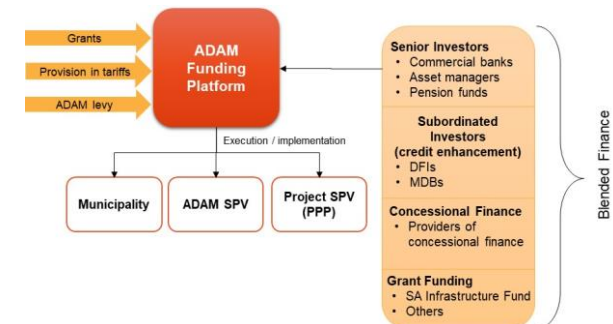 Grants
Provision in tariffs
ADAM levy
ADAM
Funding
Platform
Execution / implementation
Municipality
ADAM SPV
Project SPV
(PPP)
Senior Investors
• Commercial banks
• Asset managers
• Pension funds
Subordinated
Investors
(credit enhancement)
• DFIs
• MDBs
Concessional Finance
• Providers of
concessional finance
Grant Funding
• SA Infrastructure Fund
• Others
Blended Finance